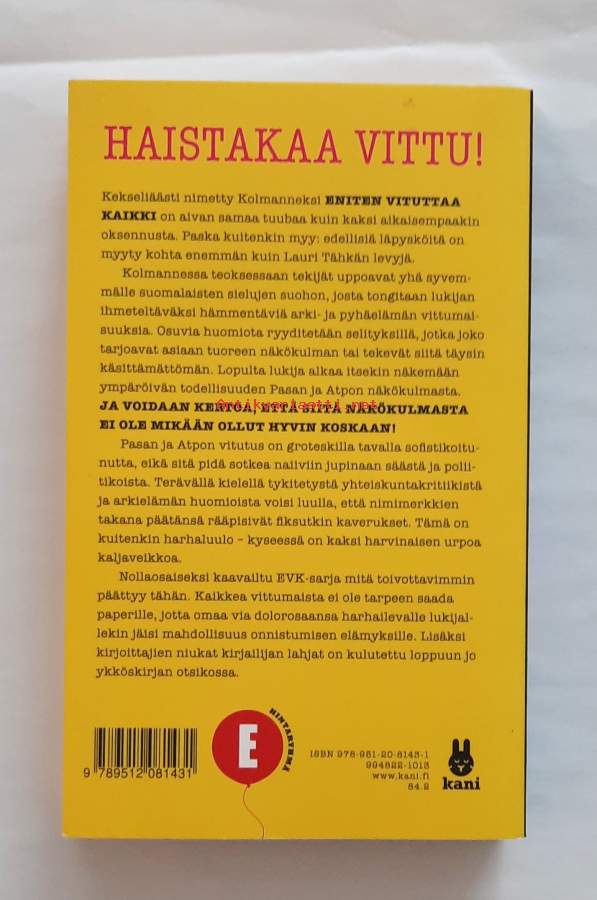 HAISTAKAA VITTU!
Kekseliäästi nimetty Kolmanneksi ENITEN VITUTTAA
KAIKKI on aivan samaa tuubaa kuin kaksi aikaisempaakin
oksennusta. Paska kuitenkin myy: edellisiä läpysköitä on
myyty kohta enemmän kuin Lauri Tähkän levyjä.
Kolmannessa teoksessaan tekijät uppoavat yhä syvem-
mälle suomalaisten sielujen suohon, josta tongitaan lukijan
ihmeteltäväksi hämmentäviä arki- ja pyhäelämän vittumai-
suuksia. Osuvia huomiota ryyditetään selityksillä, jotka joko
tarjoavat asiaan tuoreen näkökulman tai tekevät siitä täysin
käsittämättömän. Lopulta lukija alkaa itsekin näkemään
ympäröivän todellisuuden Pasan ja Atpon näkökulmasta.
Antikvariaatti.net
JA VOIDAAN KERTOA, ETTÄ SIITÄ NÄKÖKULMASTA
EI OLE MIKÄÄN OLLUT HYVIN KOSKAAN!
Pasan ja Atpon vitutus on groteskilla tavalla sofistikoitu-
nutta, eikä sitä pidä sotkea naiiviin jupinaan säästä ja polii-
tikoista. Terävällä kielellä tykitetystä yhteiskuntakritiikistä
ja arkielämän huomioista voisi luulla, että nimimerkkien
takana päätänsä rääpisivät fiksutkin kaverukset. Tämä on
kuitenkin harhaluulo – kyseessä on kaksi harvinaisen urpoa
kaljaveikkoa.
Nollaosaiseksi kaavailtu EVK-sarja mitä toivottavimmin
päättyy tähän. Kaikkea vittumaista ei ole tarpeen saada
paperille, jotta omaa via dolorosaansa harhailevalle lukijal-
lekin jäisi mahdollisuus onnistumisen elämyksille. Lisäksi
kirjoittajien niukat kirjailijan lahjat on kulutettu loppuun jo
ykköskirjan otsikossa.
HINTARYHMÄ
E
9 789512 081431
ISBN 978-951-20-8143-1
994822-1013
www.kani.fi
84.2
kani